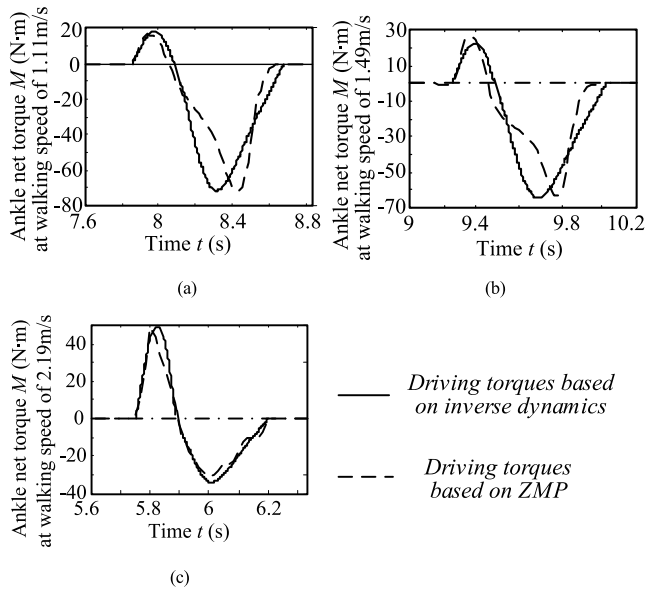 Ankle net torque M (N·m)
at walking speed of 1.11m/s
20
0
-20
-40
-60
-80
7.6
8
8.4
8.8
Time t (s)
(a)
Ankle net torque M (N·m)
at walking speed of 1.49m/s
30
10
-10
-30
-50
-70
9
9.4
9.8
10.2
Time t (s)
(b)
Ankle net torque M (N·m)
at walking speed of 2.19m/s
40
20
0
-20
-40
5.6
5.8
6
6.2
Time t (s)
(c)
Driving torques based
on inverse dynamics
Driving torques
based on ZMP